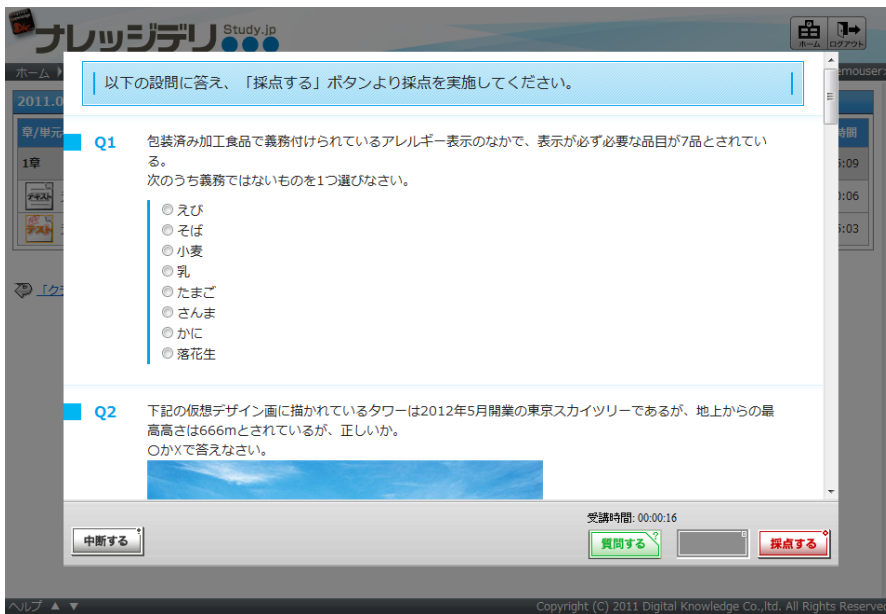 ナレッジデリ Study.jp
ホーム ログアウト
ホーム
emouser
2011.0
章/単元
時間
1章
5:09
テキスト
0:06
テスト
5:03
「ク
以下の設問に答え、「採点する」ボタンより採点を実施してください。
Q1 包装済み加工食品で義務付けられているアレルギー表示のなかで、表示が必ず必要な品目が7品とされてい
る。
次のうち義務ではないものを1つ選びなさい。
えび
そば
小麦
乳
たまご
さんま
かに
落花生
Q2 下記の仮想デザイン画に描かれているタワーは2012年5月開業の東京スカイツリーであるが、地上からの最
高高さは666mとされているが、正しいか。
〇かXで答えなさい。
受講時間: 00:00:16
中断する 質問する 採点する
ヘルプ ▲ ▼
Copyright (C) 2011 Digital Knowledge Co.,ltd. All Rights Reserve